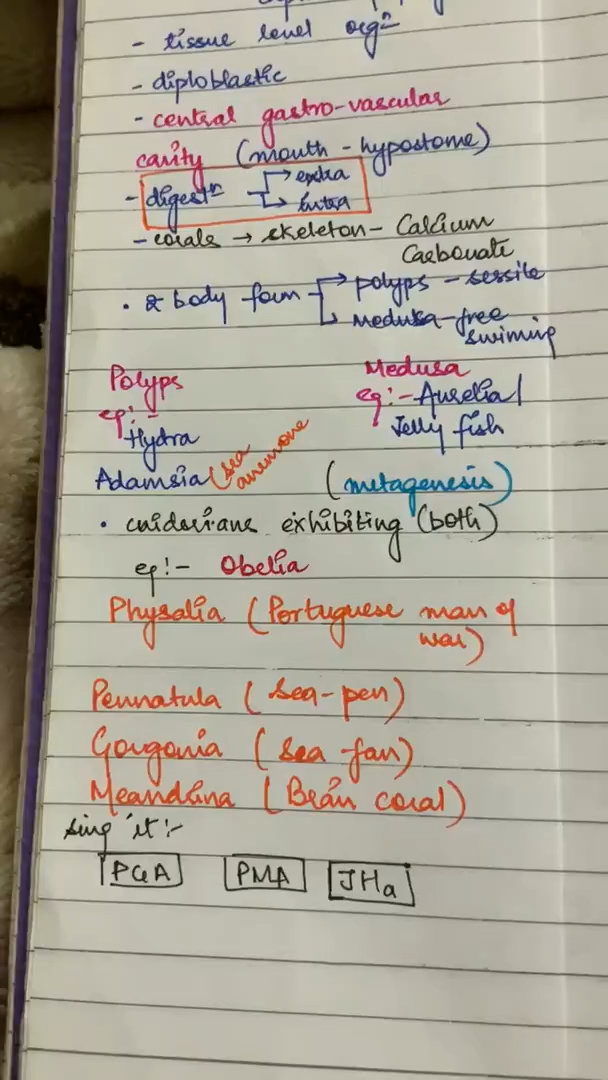 - tissue level orgⁿ
- diploblastic
- central gastro-vascular
cavity (mouth - hypostome)
- digestⁿ → extra
→ intra
- corals → skeleton - Calcium
Carbonate
• 2 body form → polyps - sessile
→ Medusa - free
swiming
Polyps
eg:-
Hydra
Adamsia (sea
anemone
Medusa
eg:- Aurelia/
Jelly fish
(metagenesis)
• cnidarians exhibiting (both)
eg:- Obelia
Physalia (Portuguese man of
war)
Pennatula (sea-pen)
Gorgonia (sea-fan)
Meandrina (Brain coral)
sing it:-
PGA PMA JHa